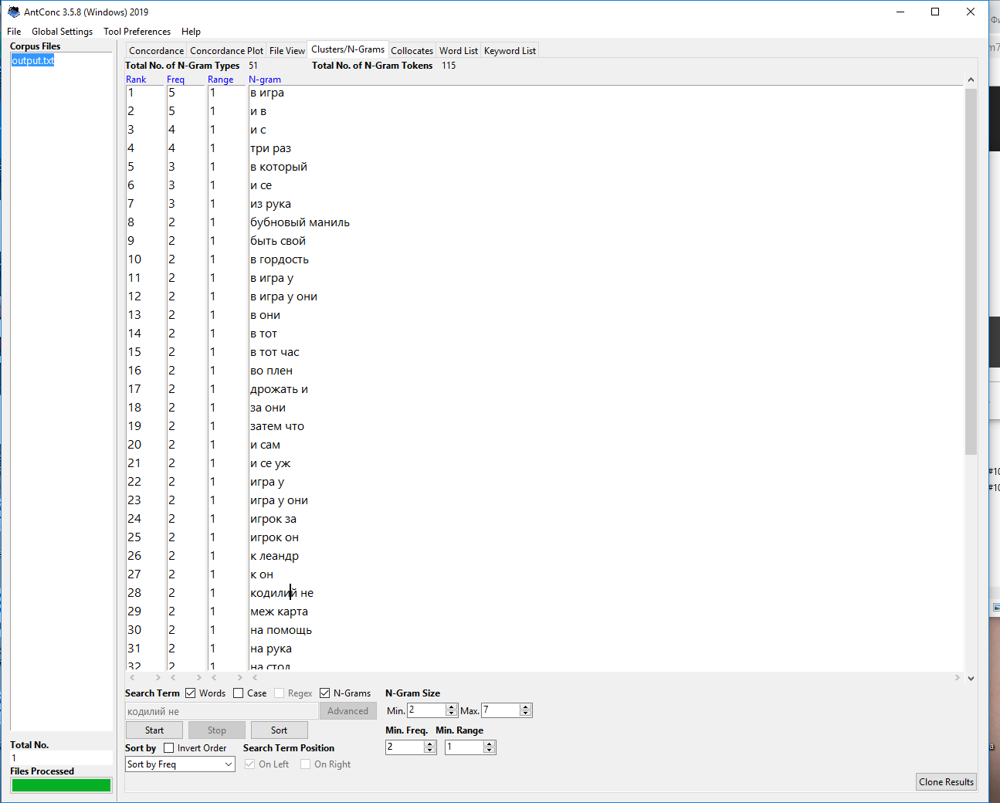 AntConc 3.5.8 (Windows) 2019
File Global Settings Tool Preferences Help
Corpus Files
output.txt
Concordance Concordance Plot File View Clusters/N-Grams Collocates Word List Keyword List
Total No. of N-Gram Types 51 Total No. of N-Gram Tokens 115
Rank Freq Range N-gram
1 5 1 в игра
2 5 1 и в
3 4 1 и с
4 4 1 три раз
5 3 1 в который
6 3 1 и се
7 3 1 из рука
8 2 1 бубновый маниль
9 2 1 быть свой
10 2 1 в гордость
11 2 1 в игра у
12 2 1 в игра у они
13 2 1 в они
14 2 1 в тот
15 2 1 в тот час
16 2 1 во плен
17 2 1 дрожать и
18 2 1 за они
19 2 1 затем что
20 2 1 и сам
21 2 1 и се уж
22 2 1 игра у
23 2 1 игра у они
24 2 1 игрок за
25 2 1 игрок он
26 2 1 к леандр
27 2 1 к он
28 2 1 кодилий не
29 2 1 меж карта
30 2 1 на помощь
31 2 1 на рука
32 2 1 на стол
Search Term Words Case Regex N-Grams N-Gram Size
кодилий не Advanced Min. 2 Max. 7
Start Stop Sort Min. Freq. Min. Range
2 1
Sort by Invert Order Search Term Position
Sort by Freq On Left On Right
Total No.
1
Files Processed
Clone Results
#10
#10